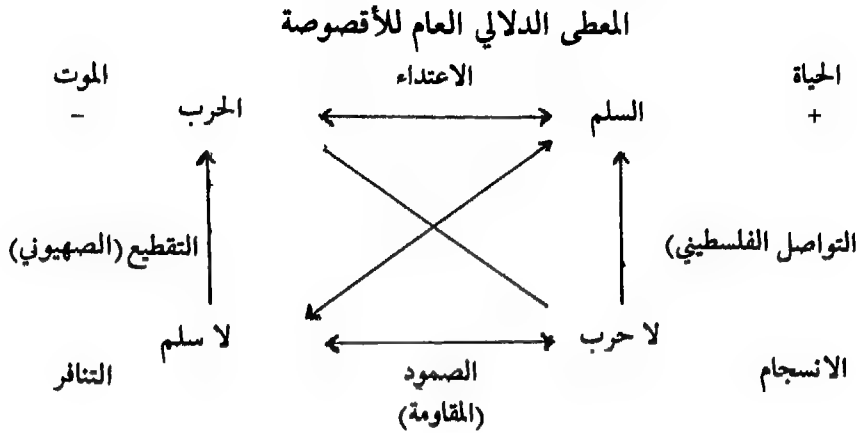 المعطى الدلالي العام للأقصوصة
الحياة الاعتداء الموت
+ السلم الحرب −
التواصل الفلسطيني) التقطيع (الصهيوني)
لا حرب لا سلم
الانسجام الصمود التنافر
(المقاومة)